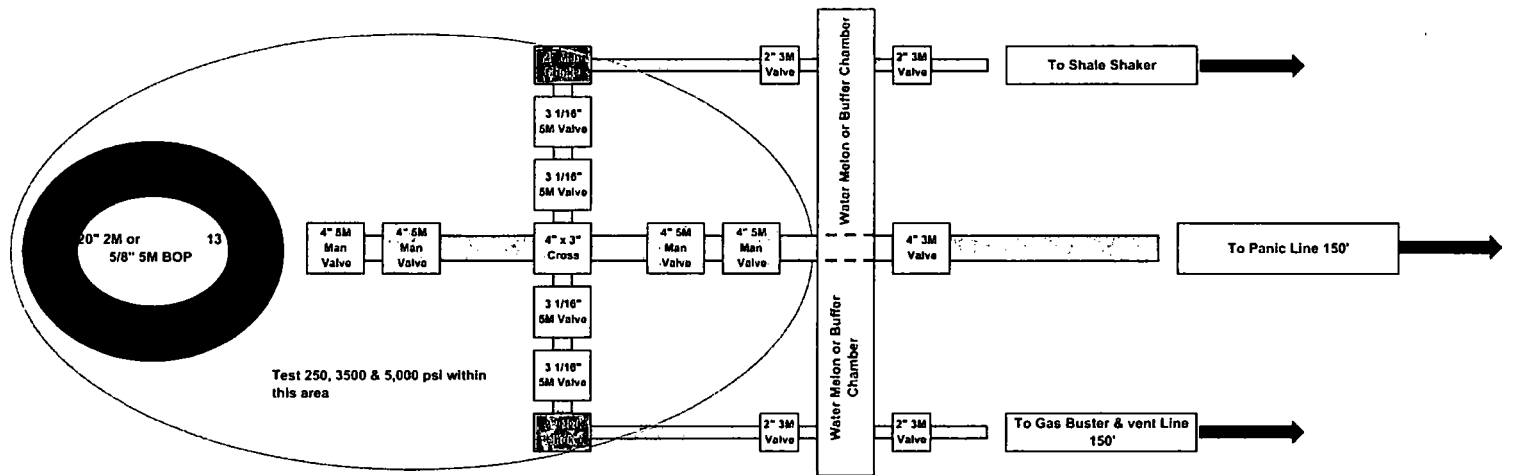 2" 3M
Valve
2" 3M
Valve
To Shale Shaker
3 1/16"
5M Valve
3 1/16"
5M Valve
Water Melon or Buffer Chamber
20" 2M or 13
5/8" 5M BOP
4" 5M
Man
Valve
4" 5M
Man
Valve
4" x 3"
Cross
4" 5M
Man
Valve
4" 5M
Man
Valve
4" 3M
Valve
To Panic Line 150'
3 1/16"
5M Valve
3 1/16"
5M Valve
Water Melon or Buffer
Chamber
Test 250, 3500 & 5,000 psi within
this area
2" 3M
Valve
2" 3M
Valve
To Gas Buster & vent Line
150'